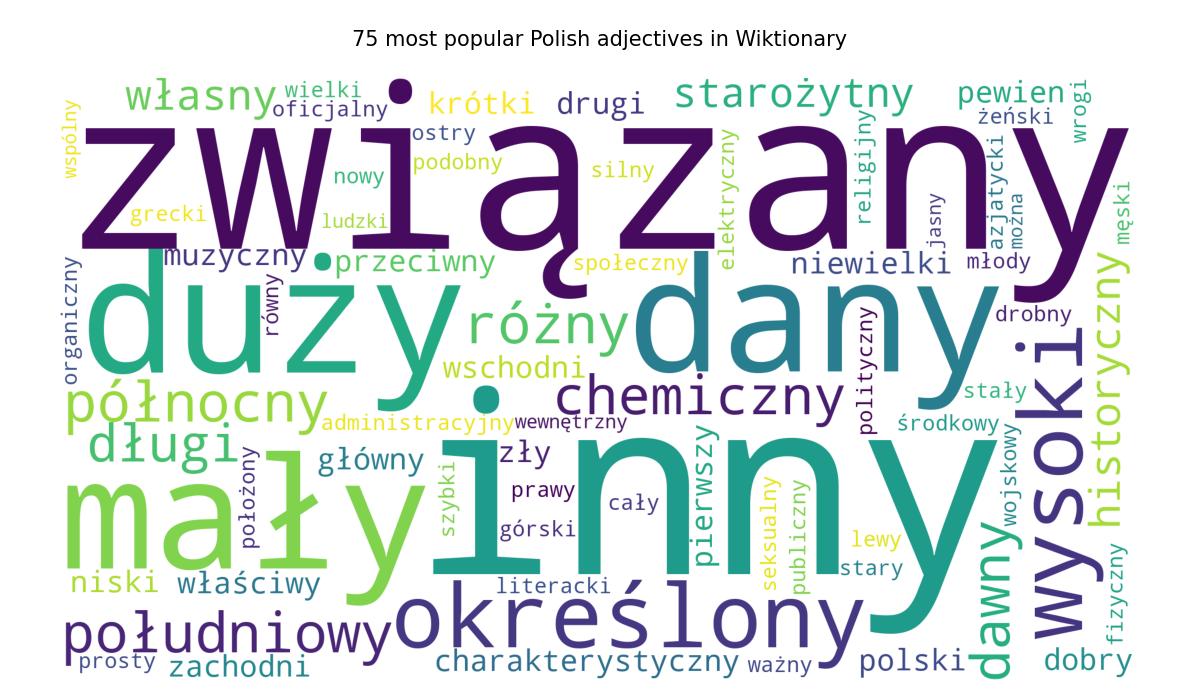 75 most popular Polish adjectives in Wiktionary
własny
wielki
oficjalny
krótki
drugi
starożytny
pewien
żeński
wrogi
wspólny
związany
ostry
podobny
nowy
silny
grecki
ludzki
elektryczny
religijny
jasny
azjatycki
można
męski
muzyczny
przeciwny
społeczny
niewielki
młody
organiczny
duży
równy
różny
dany
drobny
polityczny
wysoki
historyczny
wschodni
chemiczny
stały
północny
administracyjny
wewnętrzny
środkowy
długi
położony
główny
zły
inny
pierwszy
wojskowy
mały
szybki
prawy
cały
górski
seksualny
publiczny
lewy
stary
niski
właściwy
literacki
określony
dawny
fizyczny
południowy
prosty
zachodni
charakterystyczny
ważny
polski
dobry